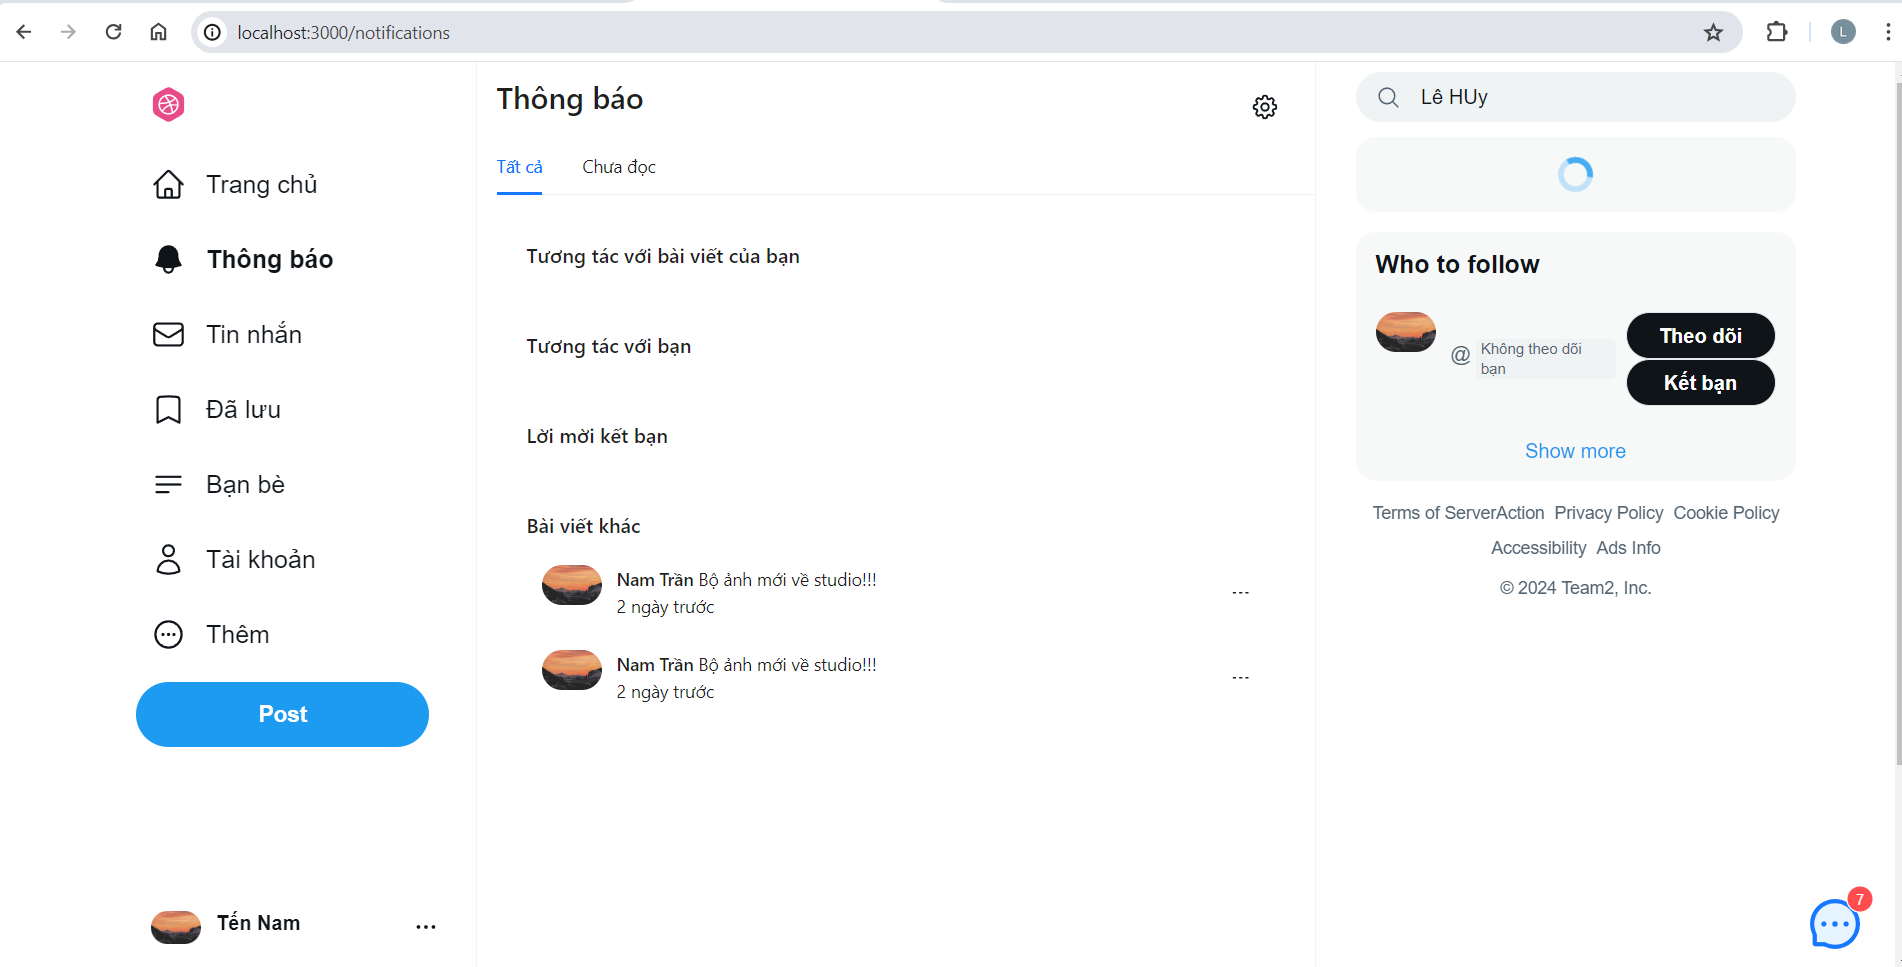 localhost:3000/notifications
L
Trang chủ
Thông báo
Tin nhắn
Đã lưu
Bạn bè
Tài khoản
Thêm
Post
Tến Nam
Thông báo
Tất cả
Chưa đọc
Tương tác với bài viết của bạn
Tương tác với bạn
Lời mời kết bạn
Bài viết khác
Nam Trần Bộ ảnh mới về studio!!!
2 ngày trước
Nam Trần Bộ ảnh mới về studio!!!
2 ngày trước
Lê HUy
Who to follow
@
Không theo dõi
bạn
Theo dõi
Kết bạn
Show more
Terms of ServerAction Privacy Policy Cookie Policy
Accessibility Ads Info
© 2024 Team2, Inc.
7